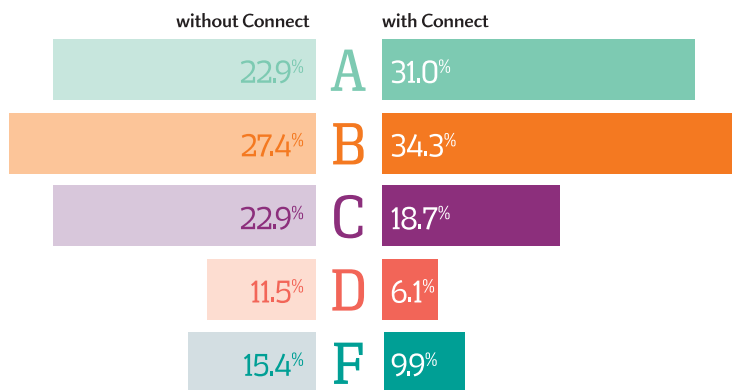 without Connect with Connect
22.9% A 31.0%
27.4% B 34.3%
22.9% C 18.7%
11.5% D 6.1%
15.4% F 9.9%